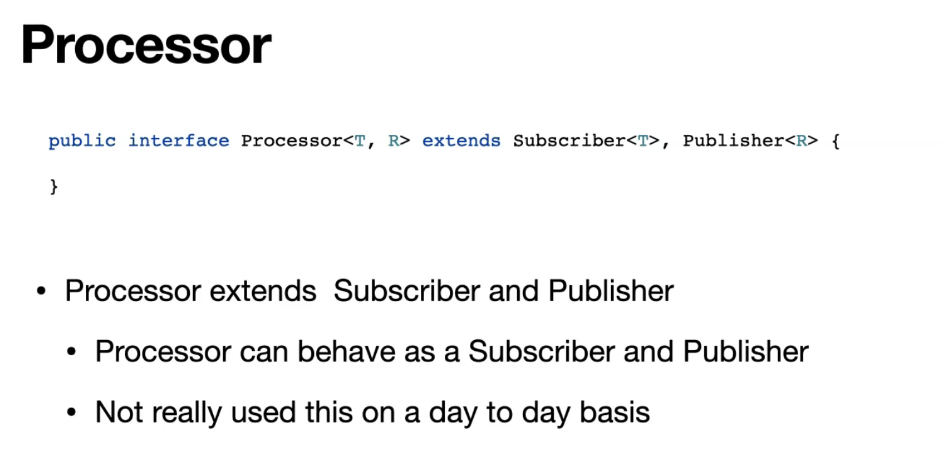 Processor
public interface Processor<T, R> extends Subscriber<T>, Publisher<R> {
}
• Processor extends  Subscriber and Publisher
• Processor can behave as a Subscriber and Publisher
• Not really used this on a day to day basis